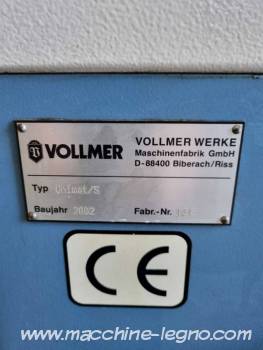 VOLLMER
VOLLMER WERKE
Maschinenfabrik GmbH
D-88400 Biberach/Riss
Typ
Baujahr 2002 Fabr.-Nr.
CE
www.macchine-legno.com